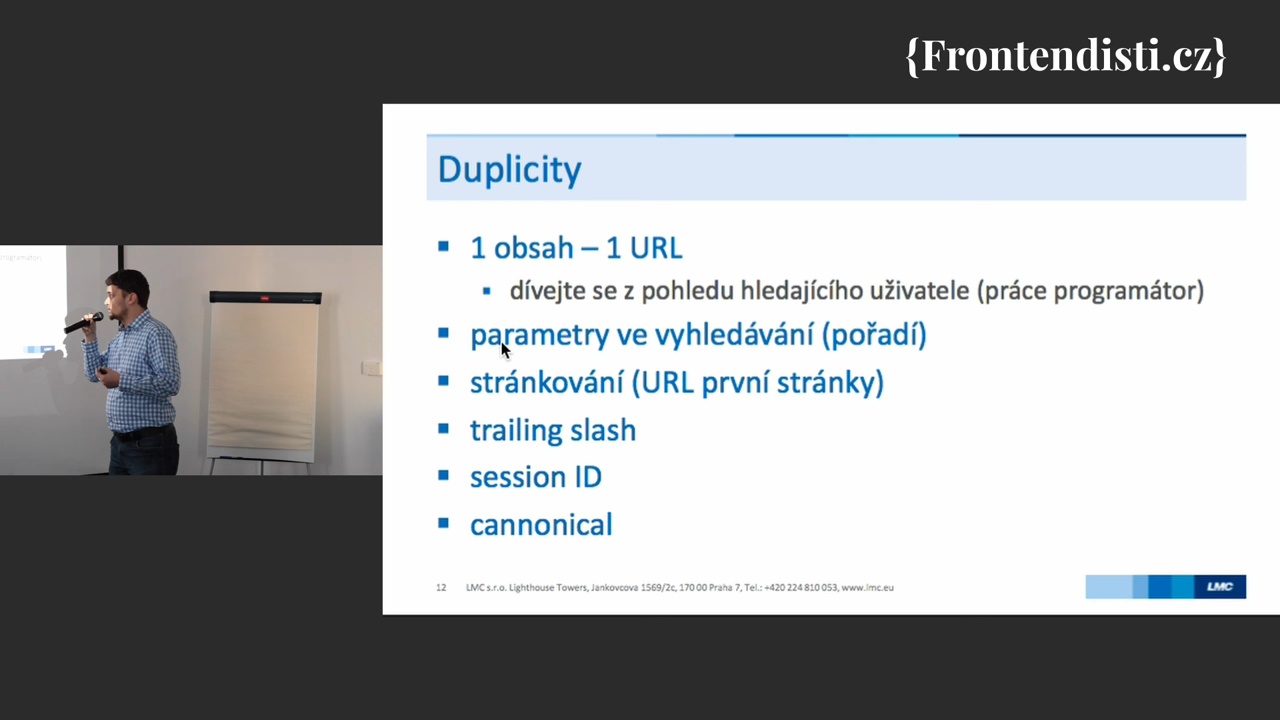 {Frontendisti.cz}
Duplicity
1 obsah – 1 URL
dívejte se z pohledu hledajícího uživatele (práce programátor)
parametry ve vyhledávání (pořadí)
stránkování (URL první stránky)
trailing slash
session ID
cannonical
12 LMC s.r.o. Lighthouse Towers, Jankovcova 1569/2c, 170 00 Praha 7, Tel.: +420 224 810 053, www.lmc.eu
LMC